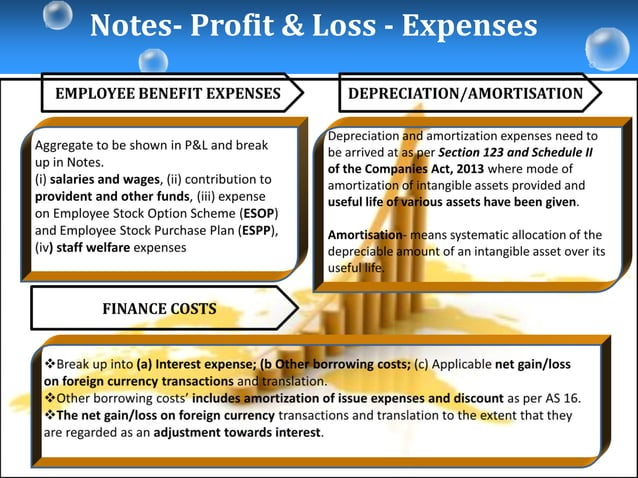 Notes- Profit & Loss - Expenses
EMPLOYEE BENEFIT EXPENSES
Aggregate to be shown in P&L and break
up in Notes.
(i) salaries and wages, (ii) contribution to
provident and other funds, (iii) expense
on Employee Stock Option Scheme (ESOP)
and Employee Stock Purchase Plan (ESPP),
(iv) staff welfare expenses
DEPRECIATION/AMORTISATION
Depreciation and amortization expenses need to
be arrived at as per Section 123 and Schedule II
of the Companies Act, 2013 where mode of
amortization of intangible assets provided and
useful life of various assets have been given.
Amortisation- means systematic allocation of the
depreciable amount of an intangible asset over its
useful life.
FINANCE COSTS
❖Break up into (a) Interest expense; (b Other borrowing costs; (c) Applicable net gain/loss
on foreign currency transactions and translation.
❖Other borrowing costs’ includes amortization of issue expenses and discount as per AS 16.
❖The net gain/loss on foreign currency transactions and translation to the extent that they
are regarded as an adjustment towards interest.